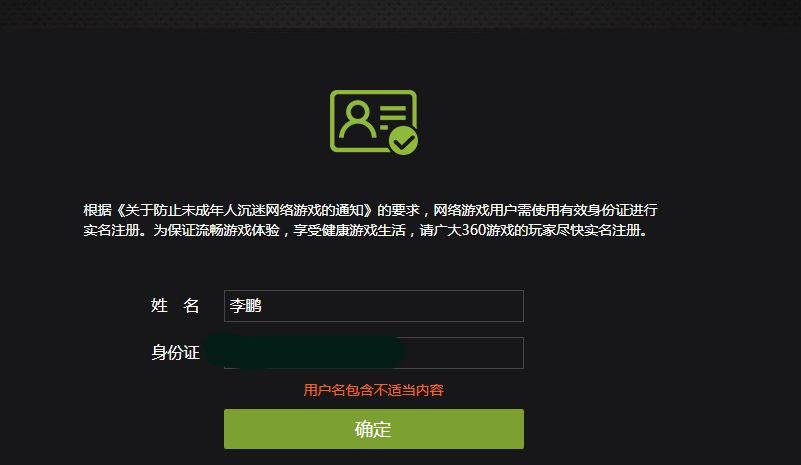 根据《关于防止未成年人沉迷网络游戏的通知》的要求，网络游戏用户需使用有效身份证进行
实名注册。为保证流畅游戏体验，享受健康游戏生活，请广大360游戏的玩家尽快实名注册。
姓 名 李鹏
身份证
用户名包含不适当内容
确定